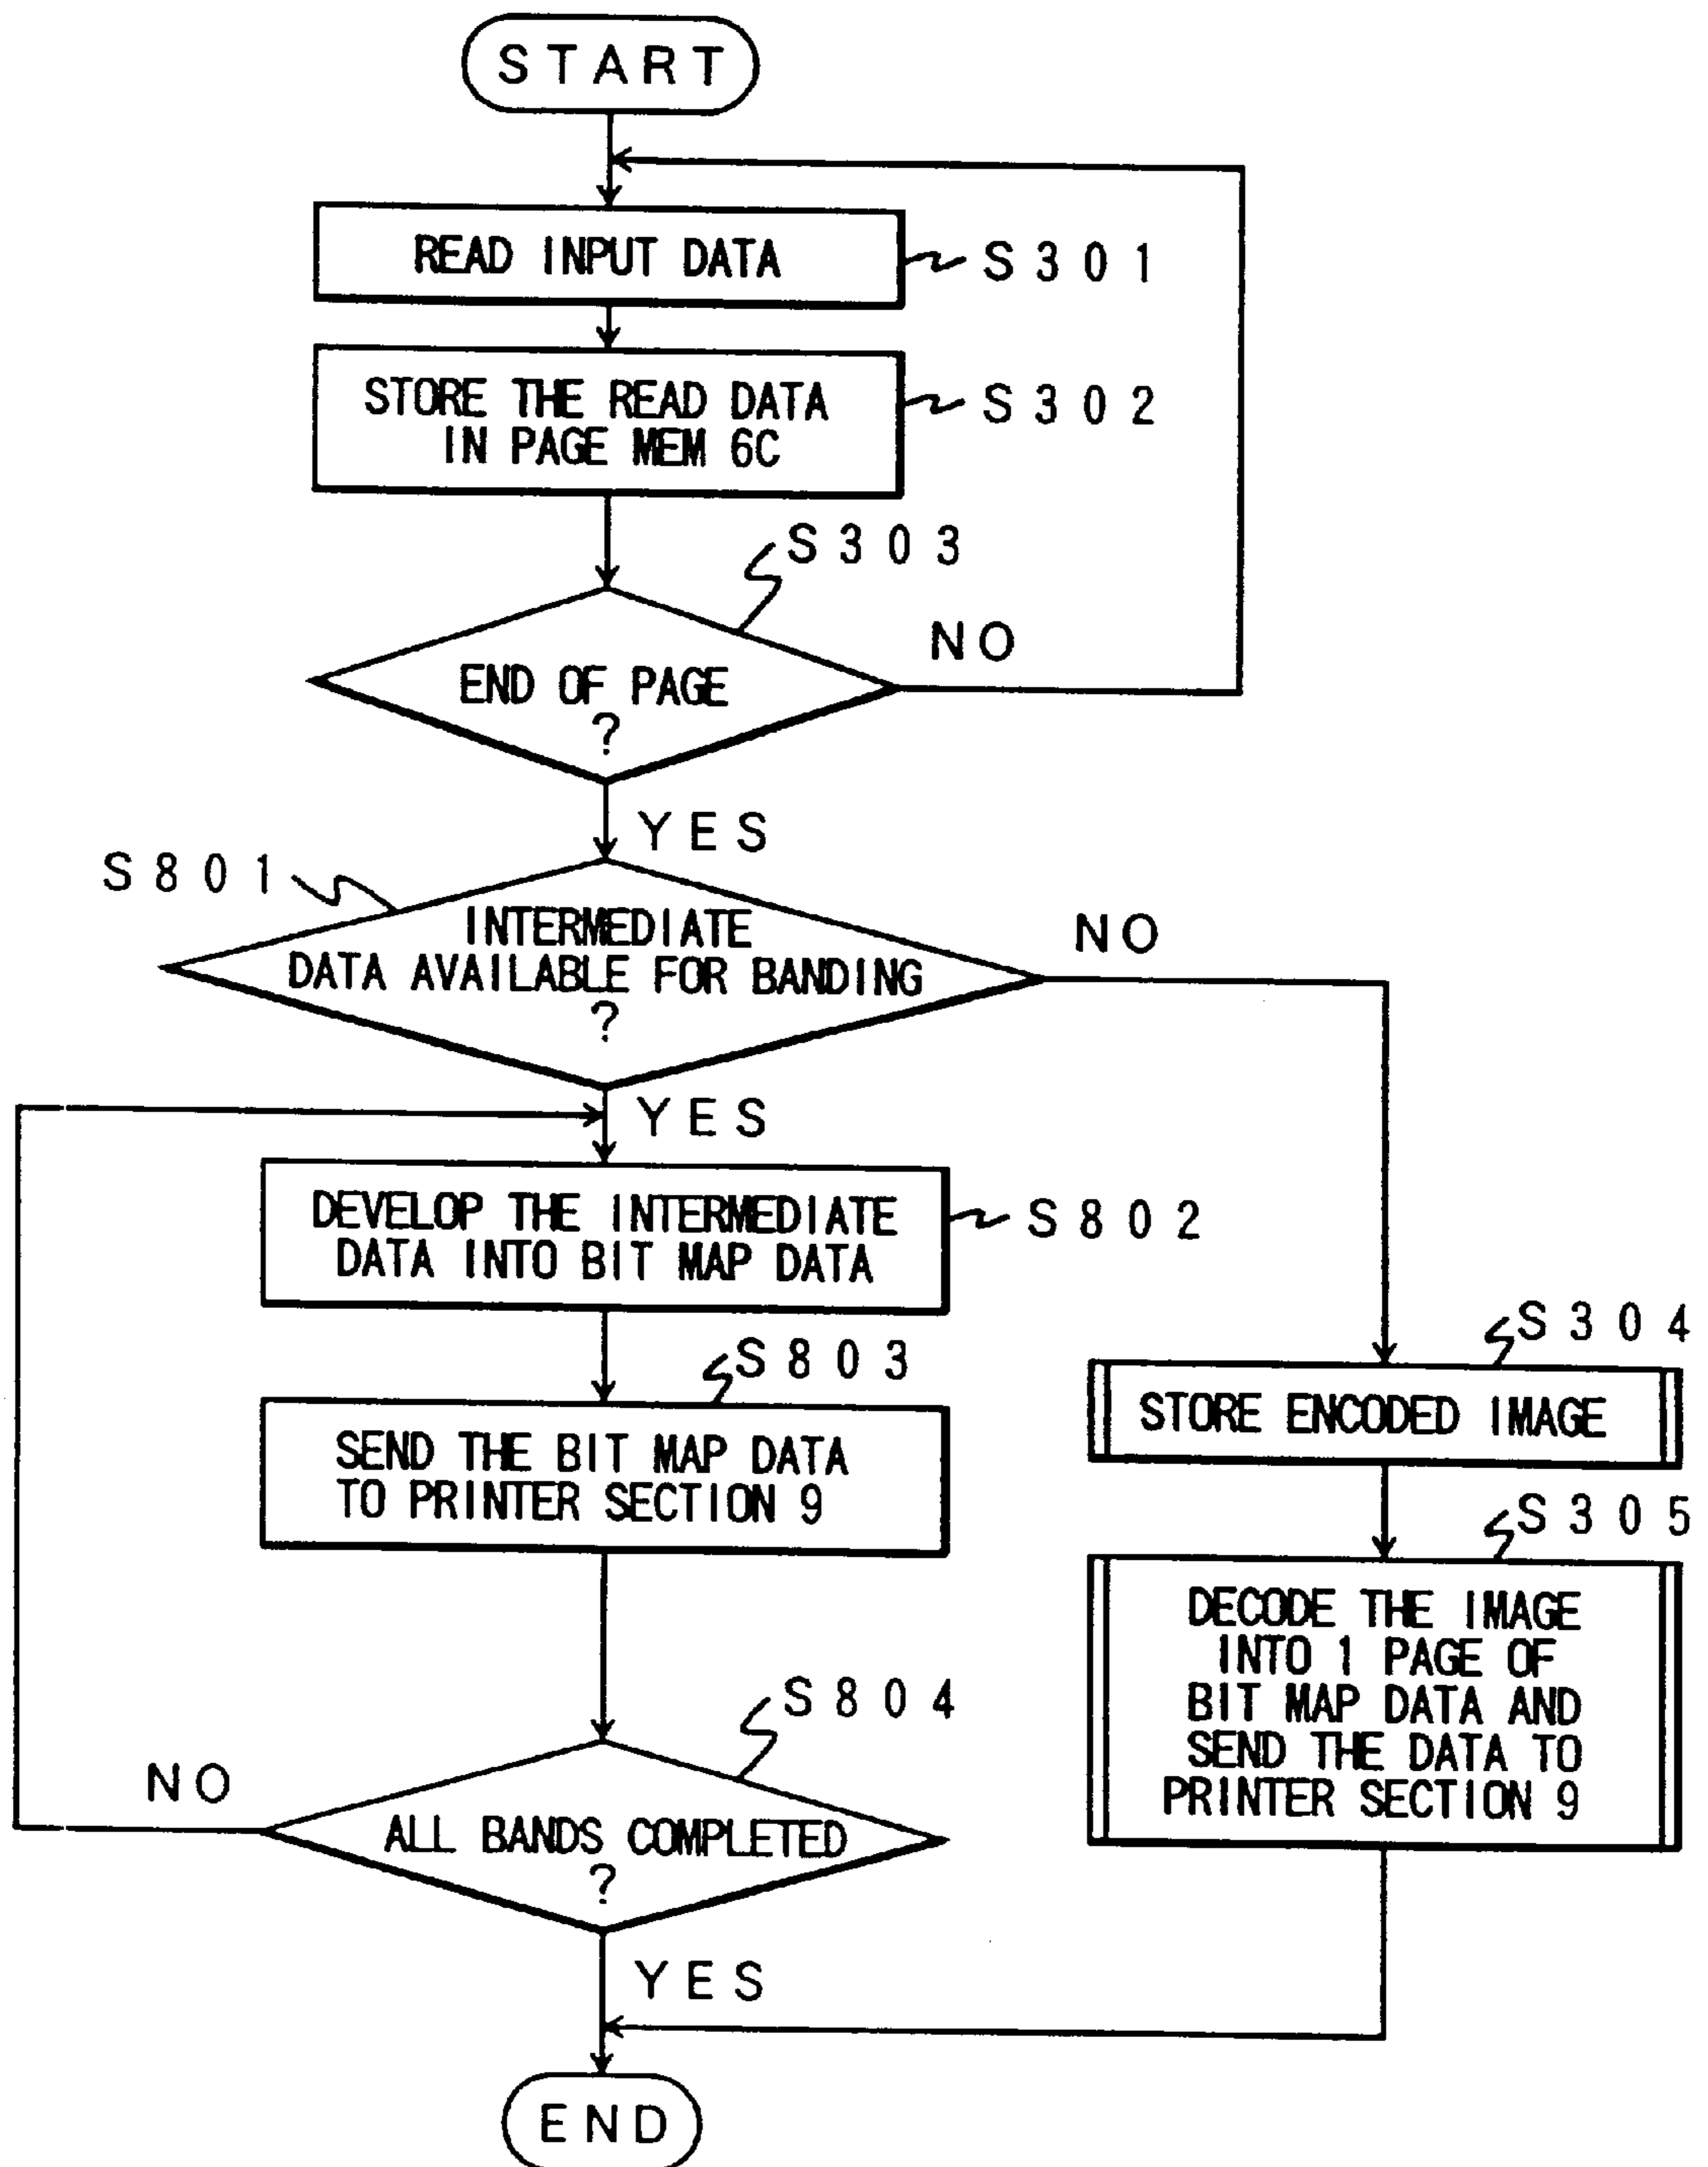 START
READ INPUT DATA
S301
STORE THE READ DATA
IN PAGE MEM 6C
S302
S303
END OF PAGE
?
NO
YES
S801
INTERMEDIATE
DATA AVAILABLE FOR BANDING
?
NO
YES
DEVELOP THE INTERMEDIATE
DATA INTO BIT MAP DATA
S802
S803
SEND THE BIT MAP DATA
TO PRINTER SECTION 9
S304
STORE ENCODED IMAGE
S305
DECODE THE IMAGE
INTO 1 PAGE OF
BIT MAP DATA AND
SEND THE DATA TO
PRINTER SECTION 9
S804
NO
ALL BANDS COMPLETED
?
YES
END